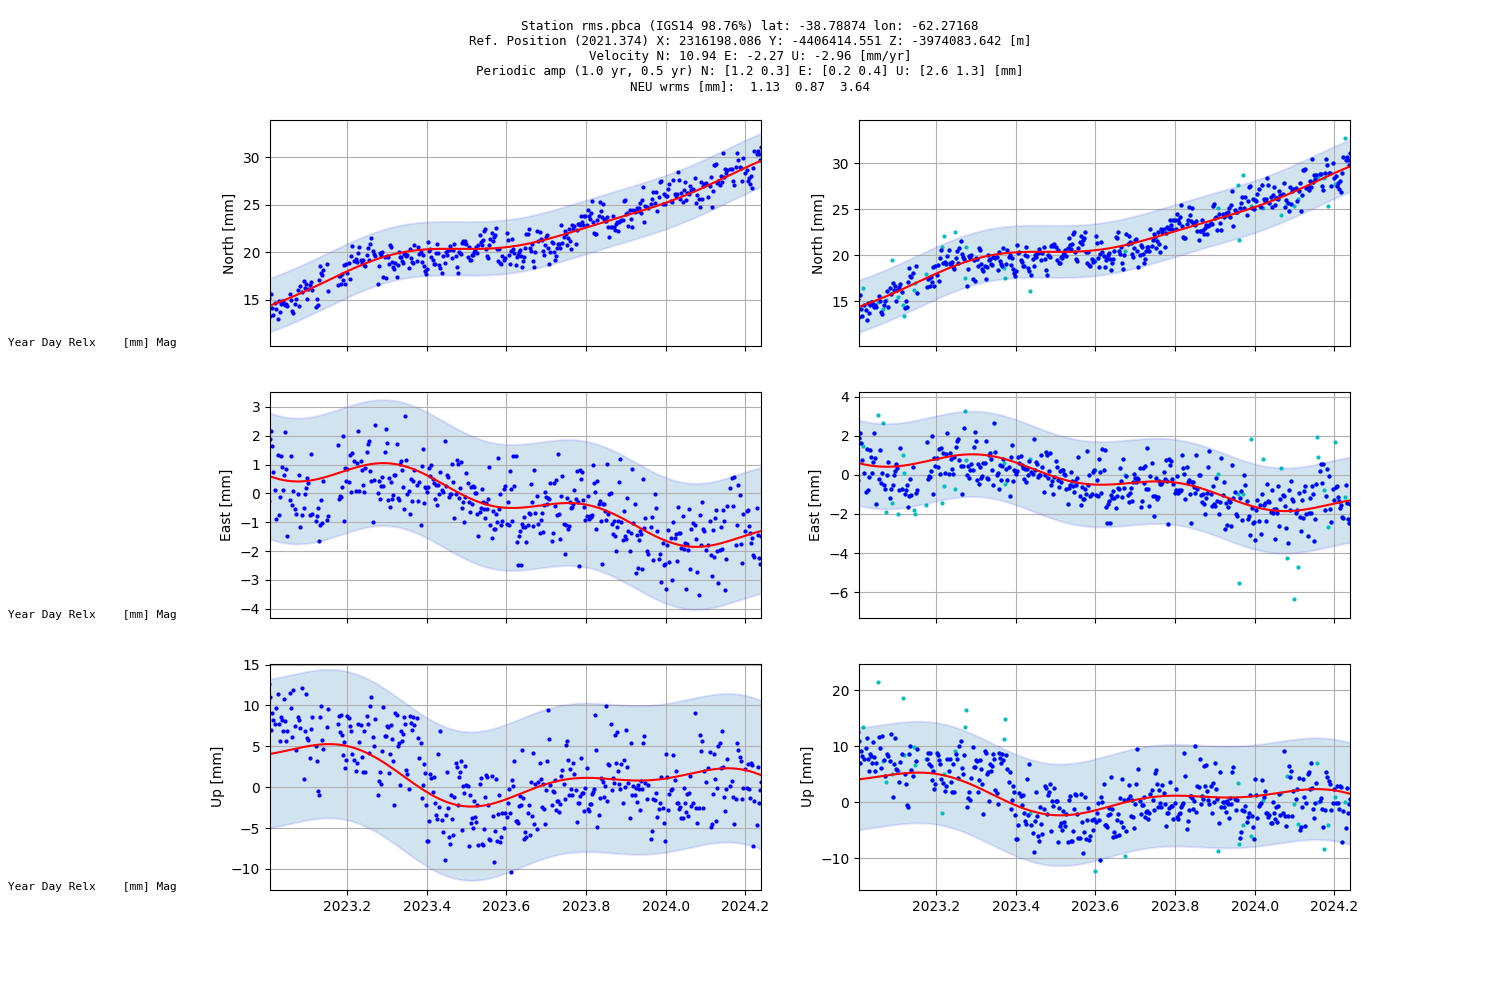 Station rms.pbca (IGS14 98.76%) lat: -38.78874 lon: -62.27168
Ref. Position (2021.374) X: 2316198.086 Y: -4406414.551 Z: -3974083.642 [m]
Velocity N: 10.94 E: -2.27 U: -2.96 [mm/yr]
Periodic amp (1.0 yr, 0.5 yr) N: [1.2 0.3] E: [0.2 0.4] U: [2.6 1.3] [mm]
NEU wrms [mm]:  1.13  0.87  3.64
North [mm]
30
25
20
15
North [mm]
30
25
20
15
Year Day Relx    [mm] Mag
East [mm]
3
2
1
0
−1
−2
−3
−4
East [mm]
4
2
0
−2
−4
−6
Year Day Relx    [mm] Mag
Up [mm]
15
10
5
0
−5
−10
Up [mm]
20
10
0
−10
Year Day Relx    [mm] Mag
2023.2 2023.4 2023.6 2023.8 2024.0 2024.2
2023.2 2023.4 2023.6 2023.8 2024.0 2024.2